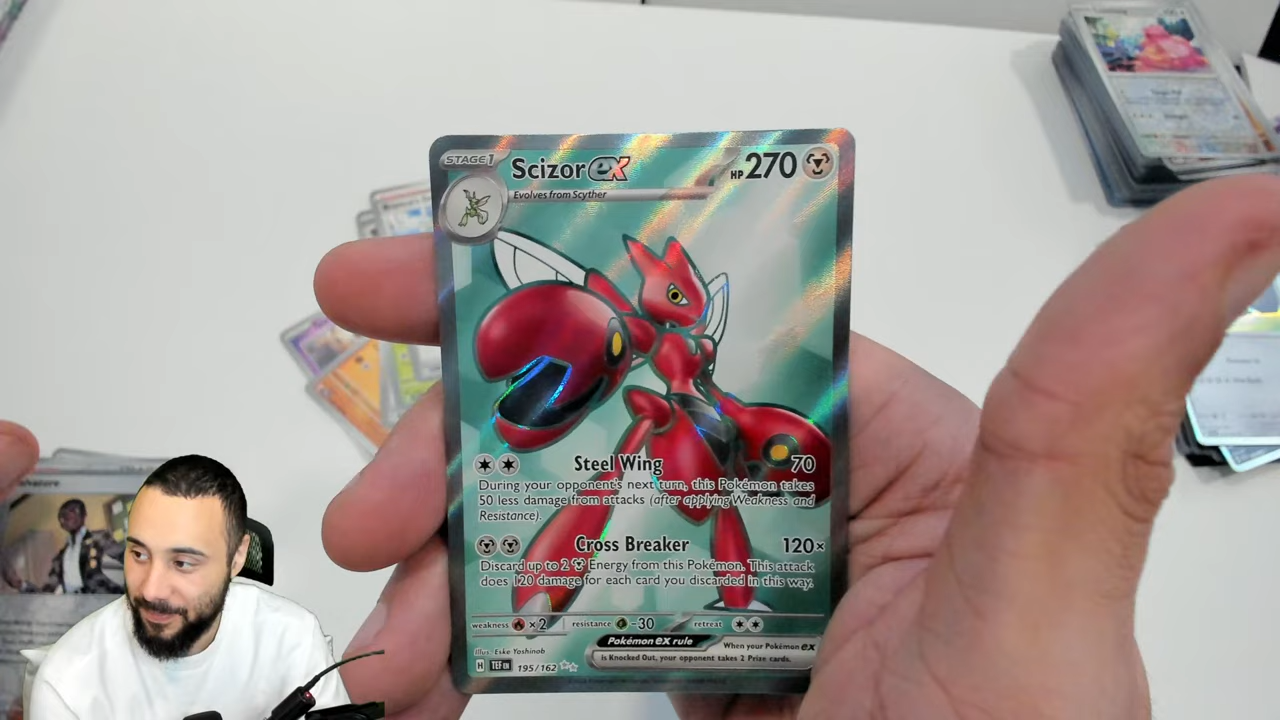 STAGE 1
Scizor ex
HP 270
Evolves from Scyther
Steel Wing 70
During your opponent's next turn, this Pokémon takes
50 less damage from attacks (after applying Weakness and
Resistance).
Cross Breaker 120×
Discard up to 2 Energy from this Pokémon. This attack
does 120 damage for each card you discarded in this way.
weakness ×2 resistance -30 retreat
Pokémon ex rule
When your Pokémon ex
is Knocked Out, your opponent takes 2 Prize cards.
Illus. Eske Yoshinob
H TEF EN 195/162